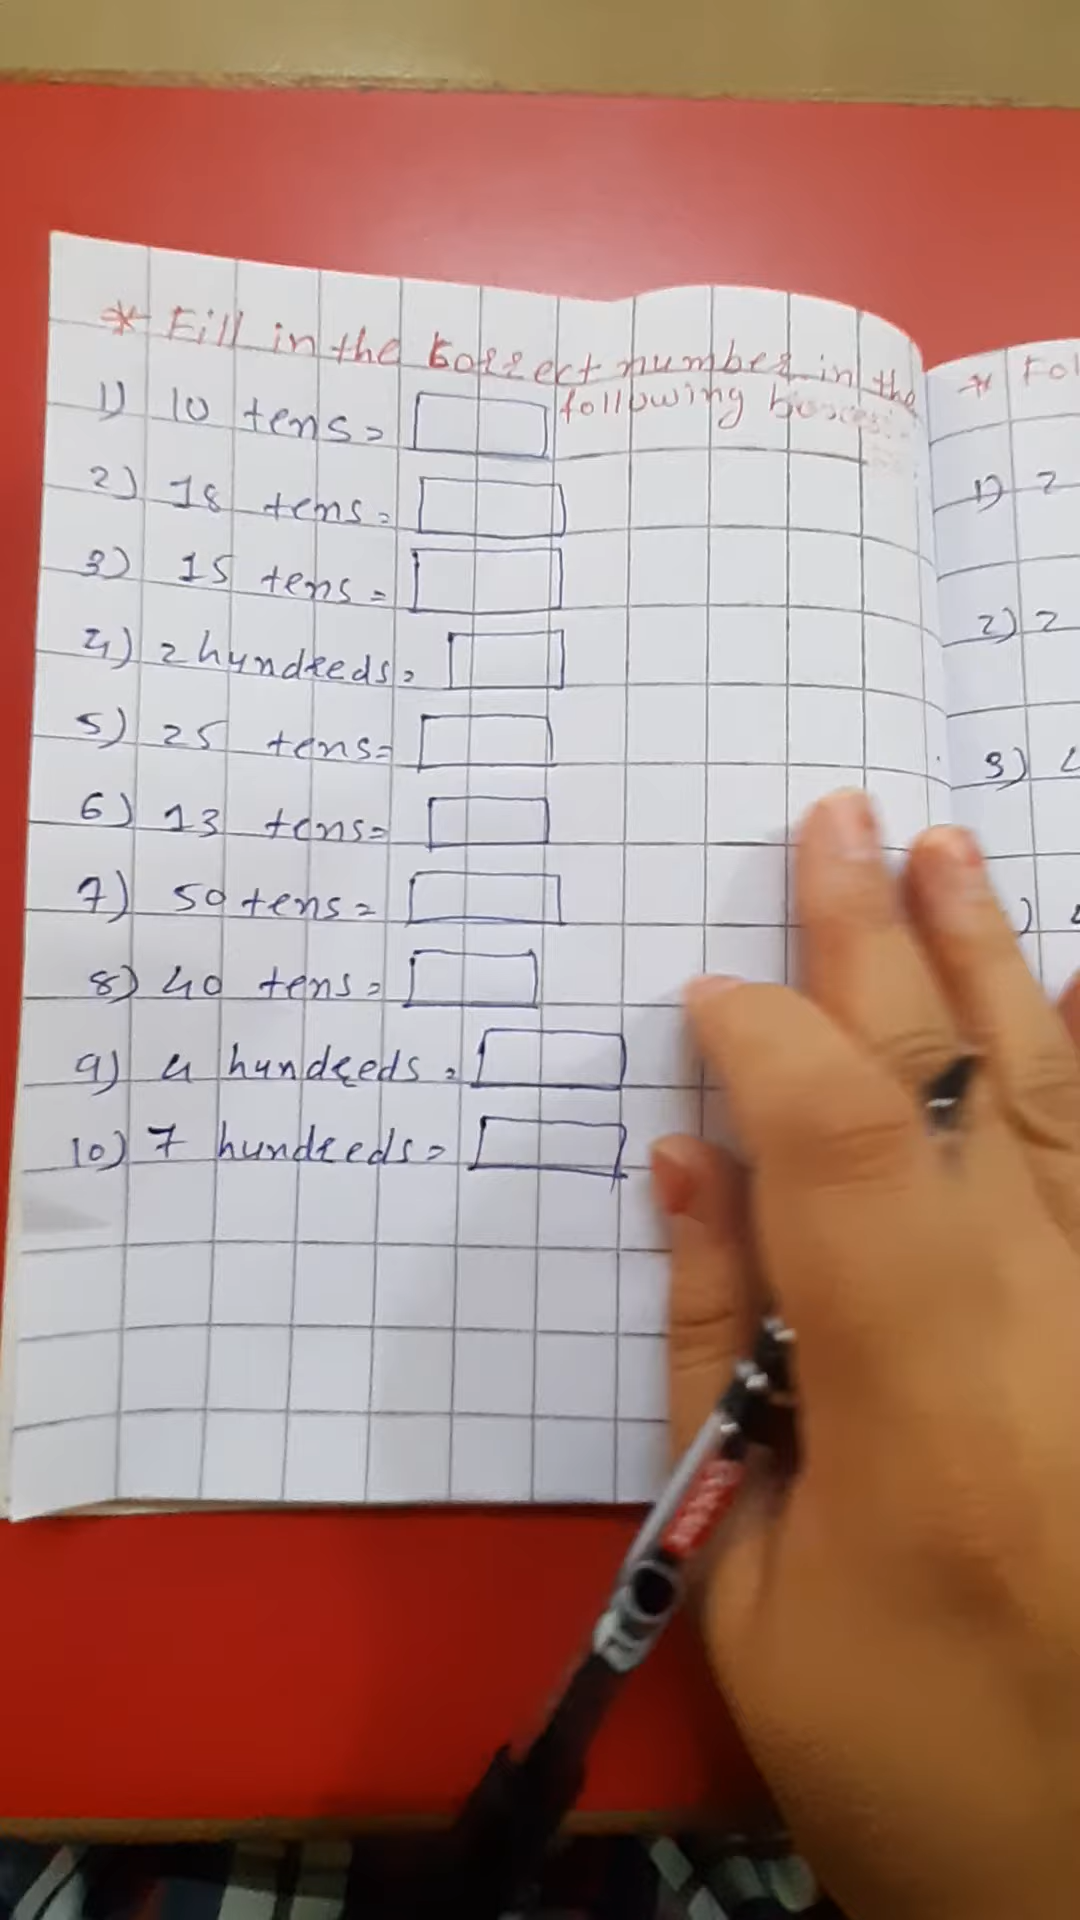 * Fill in the correct number in the
following boxes:
1) 10 tens =
2) 18 tens =
3) 15 tens =
4) 2 hundreds =
5) 25 tens =
6) 13 tens =
7) 50 tens =
8) 40 tens =
9) 4 hundreds =
10) 7 hundreds =
* Fol
1) 2
2) 2
3)